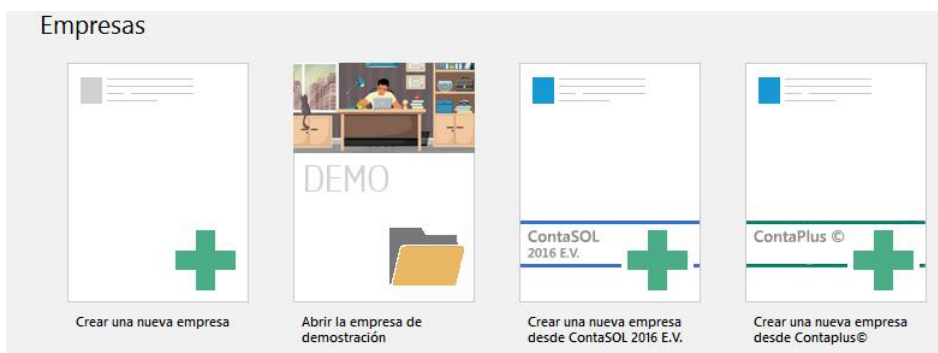 Empresas
DEMO
ContaSOL
2016 E.V.
ContaPlus ©
Crear una nueva empresa
Abrir la empresa de
demostración
Crear una nueva empresa
desde ContaSOL 2016 E.V.
Crear una nueva empresa
desde Contaplus©